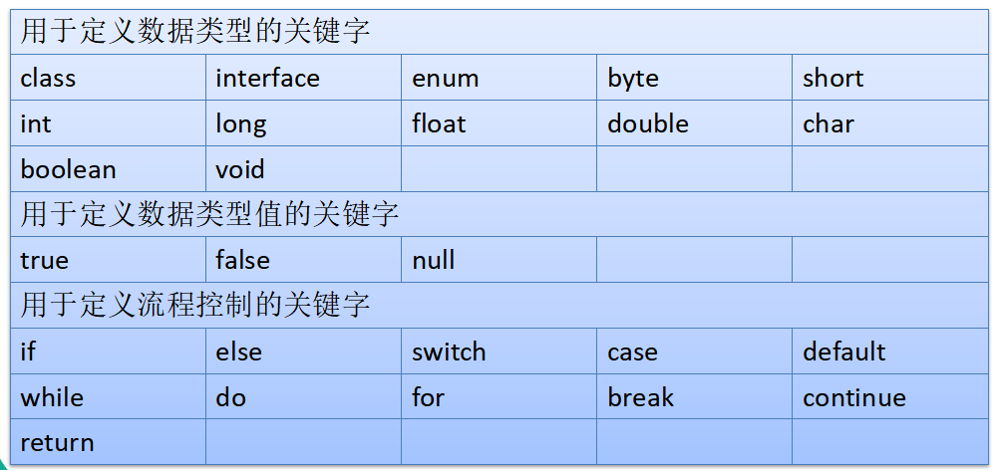 用于定义数据类型的关键字
class interface enum byte short
int long float double char
boolean void
用于定义数据类型值的关键字
true false null
用于定义流程控制的关键字
if else switch case default
while do for break continue
return